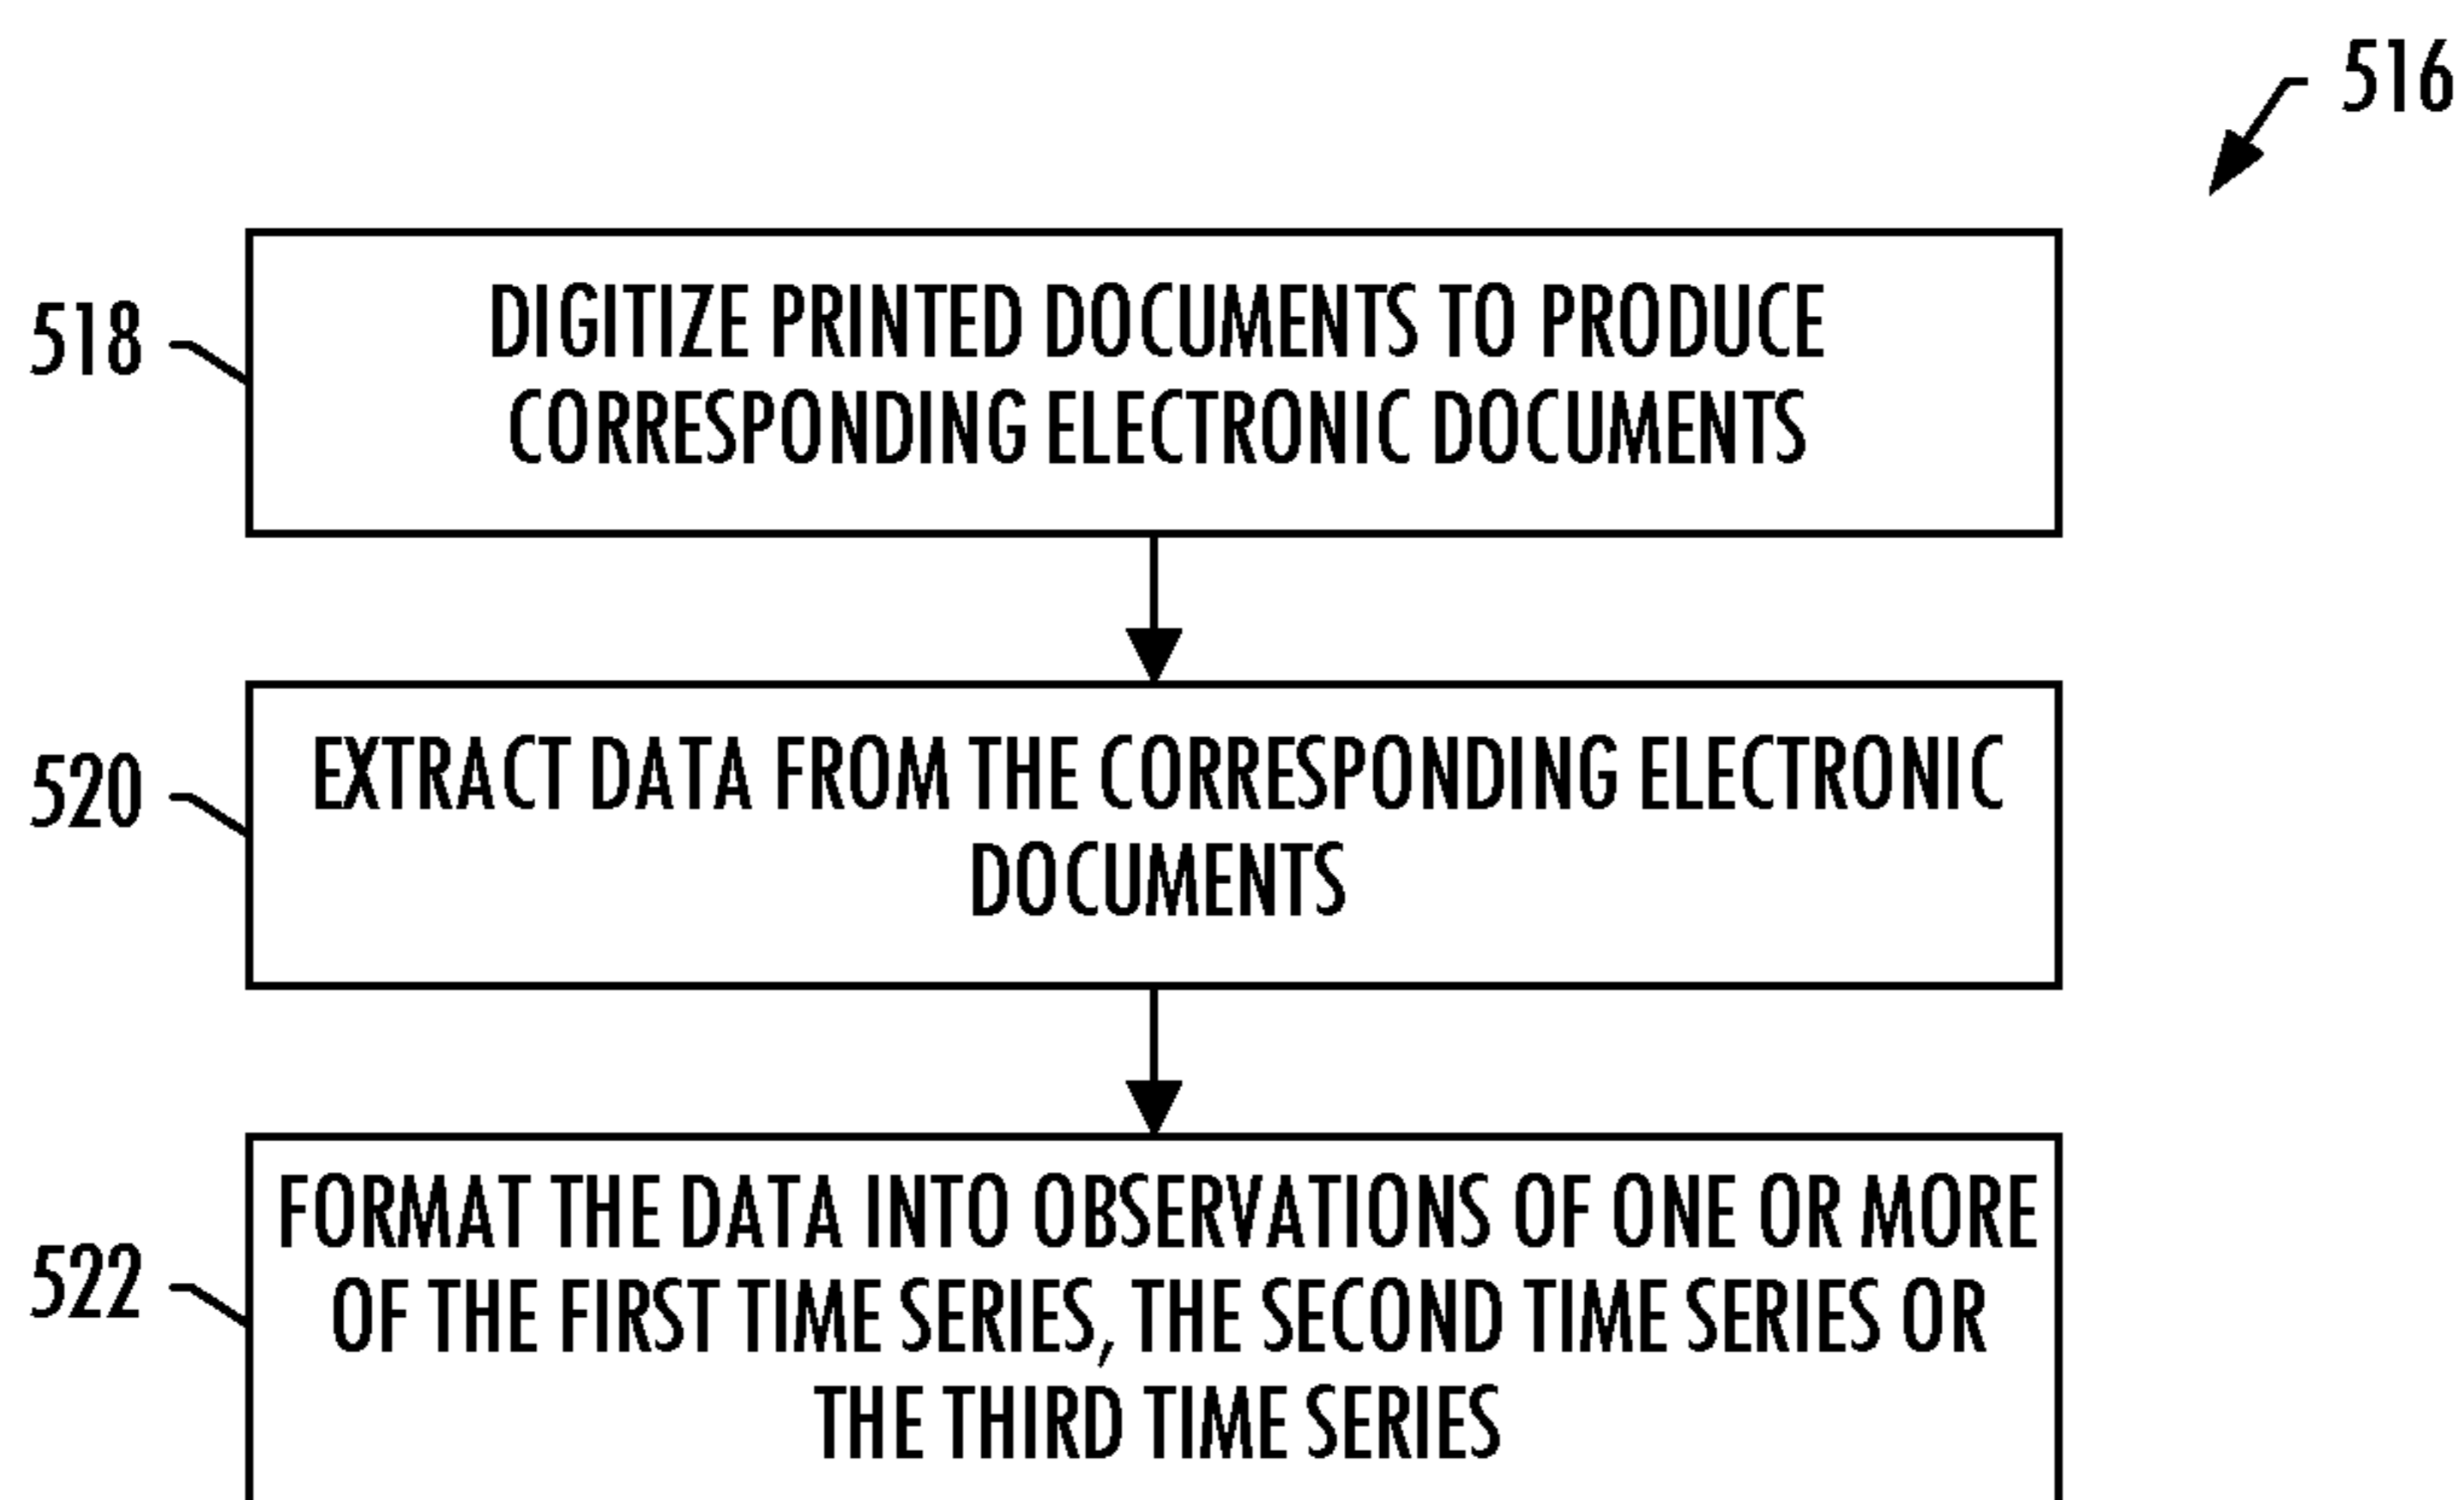 516
518
DIGITIZE PRINTED DOCUMENTS TO PRODUCE
CORRESPONDING ELECTRONIC DOCUMENTS
520
EXTRACT DATA FROM THE CORRESPONDING ELECTRONIC
DOCUMENTS
522
FORMAT THE DATA INTO OBSERVATIONS OF ONE OR MORE
OF THE FIRST TIME SERIES, THE SECOND TIME SERIES OR
THE THIRD TIME SERIES